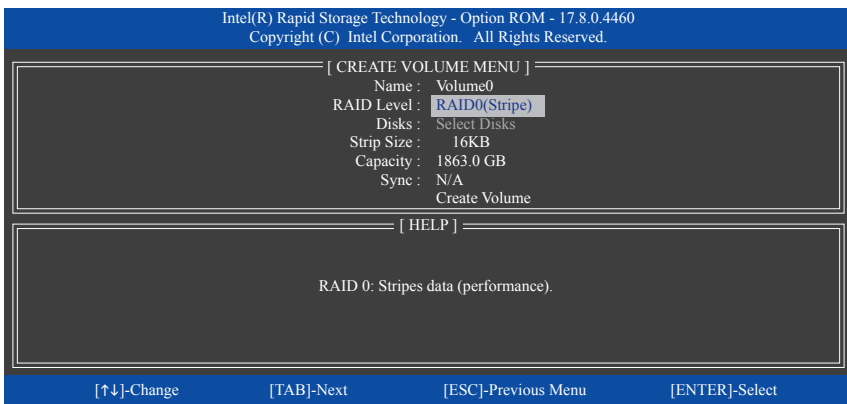 Intel(R) Rapid Storage Technology - Option ROM - 17.8.0.4460
Copyright (C) Intel Corporation. All Rights Reserved.
[ CREATE VOLUME MENU ]
Name : Volume0
RAID Level : RAID0(Stripe)
Disks : Select Disks
Strip Size : 16KB
Capacity : 1863.0 GB
Sync : N/A
Create Volume
[ HELP ]
RAID 0: Stripes data (performance).
[↑↓]-Change [TAB]-Next [ESC]-Previous Menu [ENTER]-Select